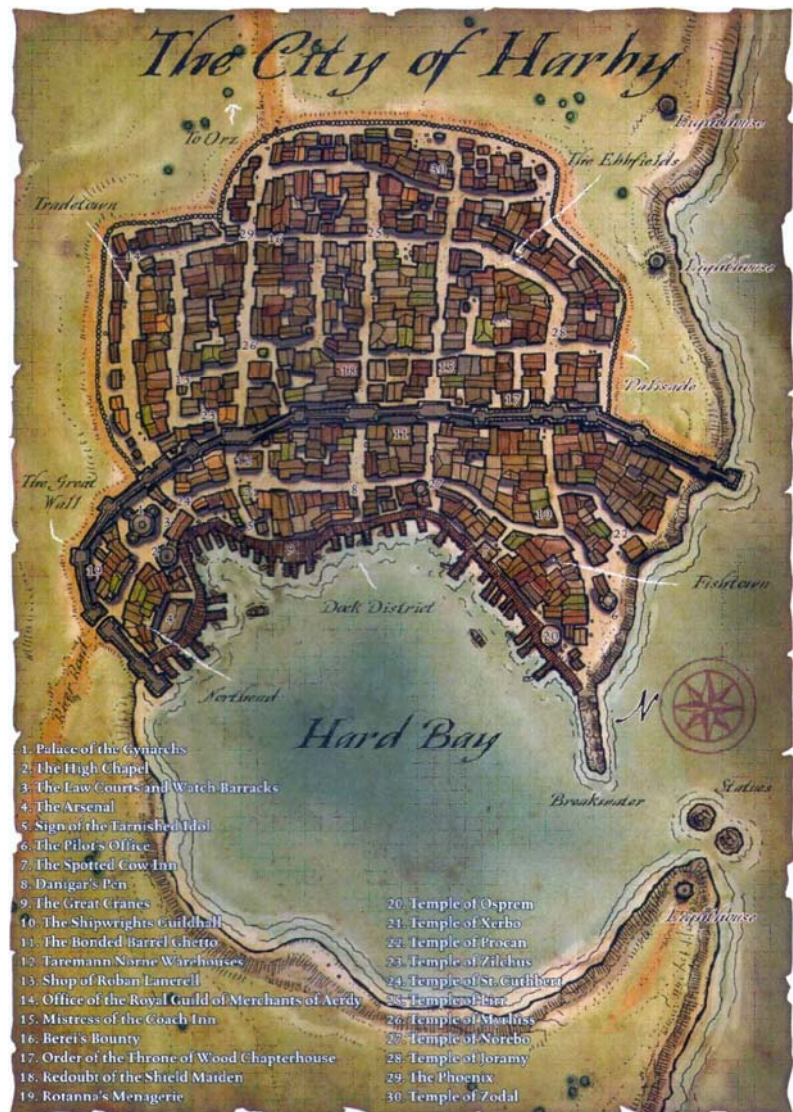 The City of Harby
Lighthouse
To Orz
The Ebbfields
Tradetown
Lighthouse
Palisade
The Great
Wall
Fishtown
Dock District
River Road
Northend
Hard Bay
N
Breakwater
Statues
Lighthouse
1. Palace of the Gynarchs
2. The High Chapel
3. The Law Courts and Watch Barracks
4. The Arsenal
5. Sign of the Tarnished Idol
6. The Pilot's Office
7. The Spotted Cow Inn
8. Danigar's Pen
9. The Great Cranes
10. The Shipwrights Guildhall
11. The Bonded Barrel Ghetto
12. Taremann Norne Warehouses
13. Shop of Roban Lanerell
14. Office of the Royal Guild of Merchants of Aerdy
15. Mistress of the Coach Inn
16. Berei's Bounty
17. Order of the Throne of Wood Chapterhouse
18. Redoubt of the Shield Maiden
19. Rotanna's Menagerie
20. Temple of Osprem
21. Temple of Xerbo
22. Temple of Procan
23. Temple of Zilchus
24. Temple of St. Cuthbert
25. Temple of Lirr
26. Temple of Myrhiss
27. Temple of Norebo
28. Temple of Joramy
29. The Phoenix
30. Temple of Zodal